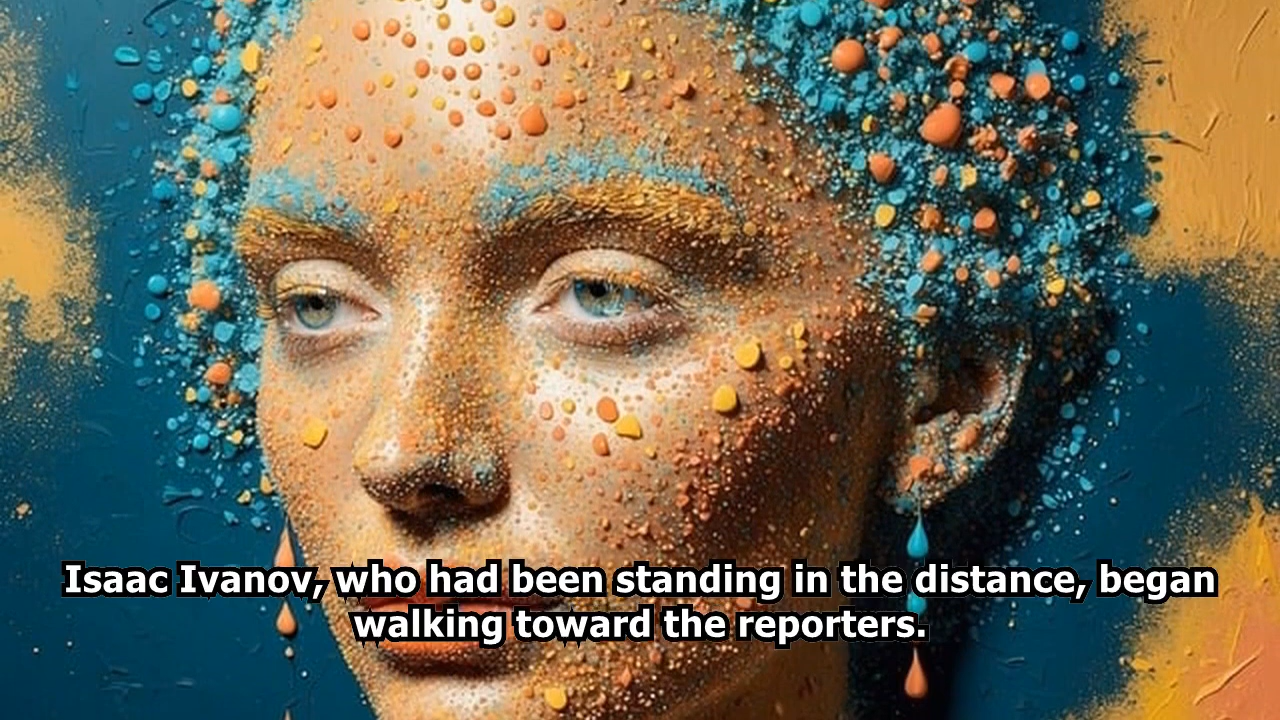 Isaac Ivanov, who had been standing in the distance, began
walking toward the reporters.